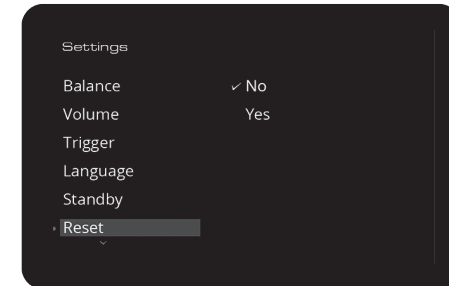 Settings
Balance
✓ No
Volume
Yes
Trigger
Language
Standby
Reset